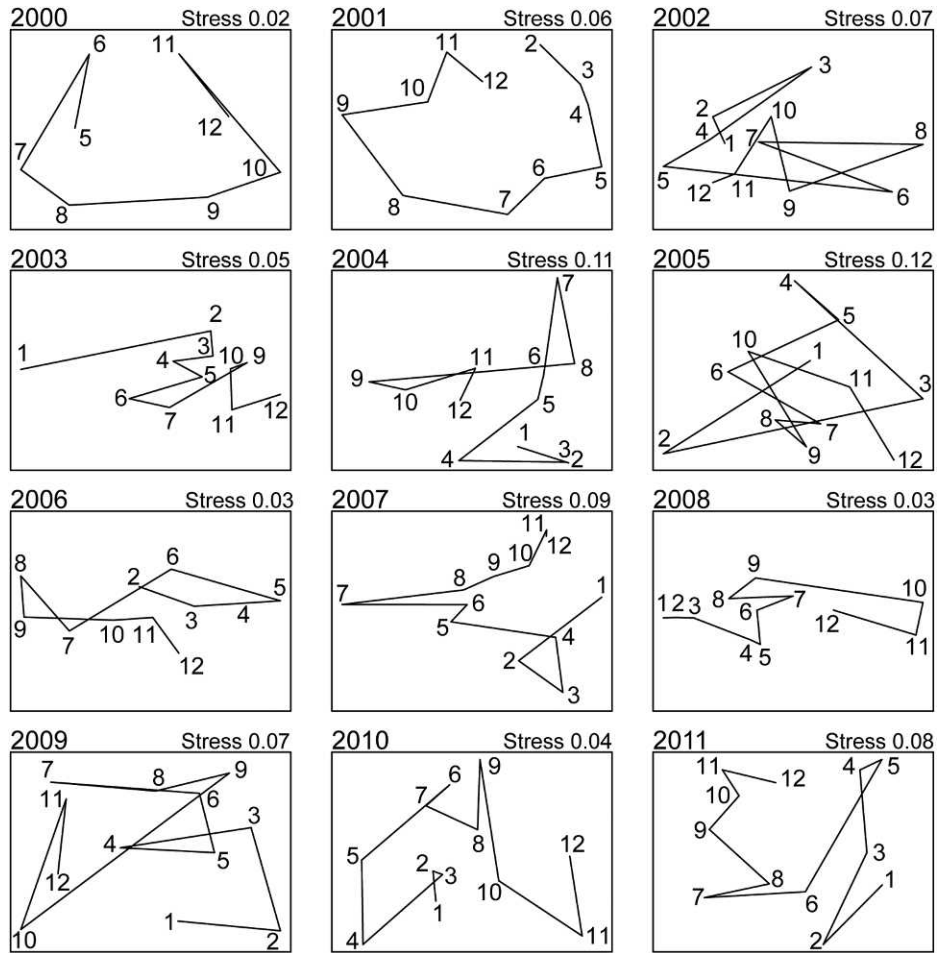 2000 Stress 0.02
6 11
5 12
7 10
8 9
2001 Stress 0.06
11 2
12 3
9 10 4
6 5
8 7
2002 Stress 0.07
3
2 10
4 1 7 8
5 12 11 9 6
2003 Stress 0.05
2
1 3 10 9
4 5
6 7 11 12
2004 Stress 0.11
7
11 6 8
9 10 12 5
1
4 3 2
2005 Stress 0.12
4
5
10 1
6 11 3
8 7
2 9 12
2006 Stress 0.03
8 6
2 5
9 7 10 11 3 4
12
2007 Stress 0.09
11
12
8 9 10 1
7 6
5 4
2 3
2008 Stress 0.03
9
12 3 8 7 10
6 12
4 5 11
2009 Stress 0.07
7 8 9
11 6
3
4 5
12
1
10 2
2010 Stress 0.04
6 9
7
8 12
5 2 3
1 10
4 11
2011 Stress 0.08
11 12 4 5
10
9 3
8 1
7 6
2